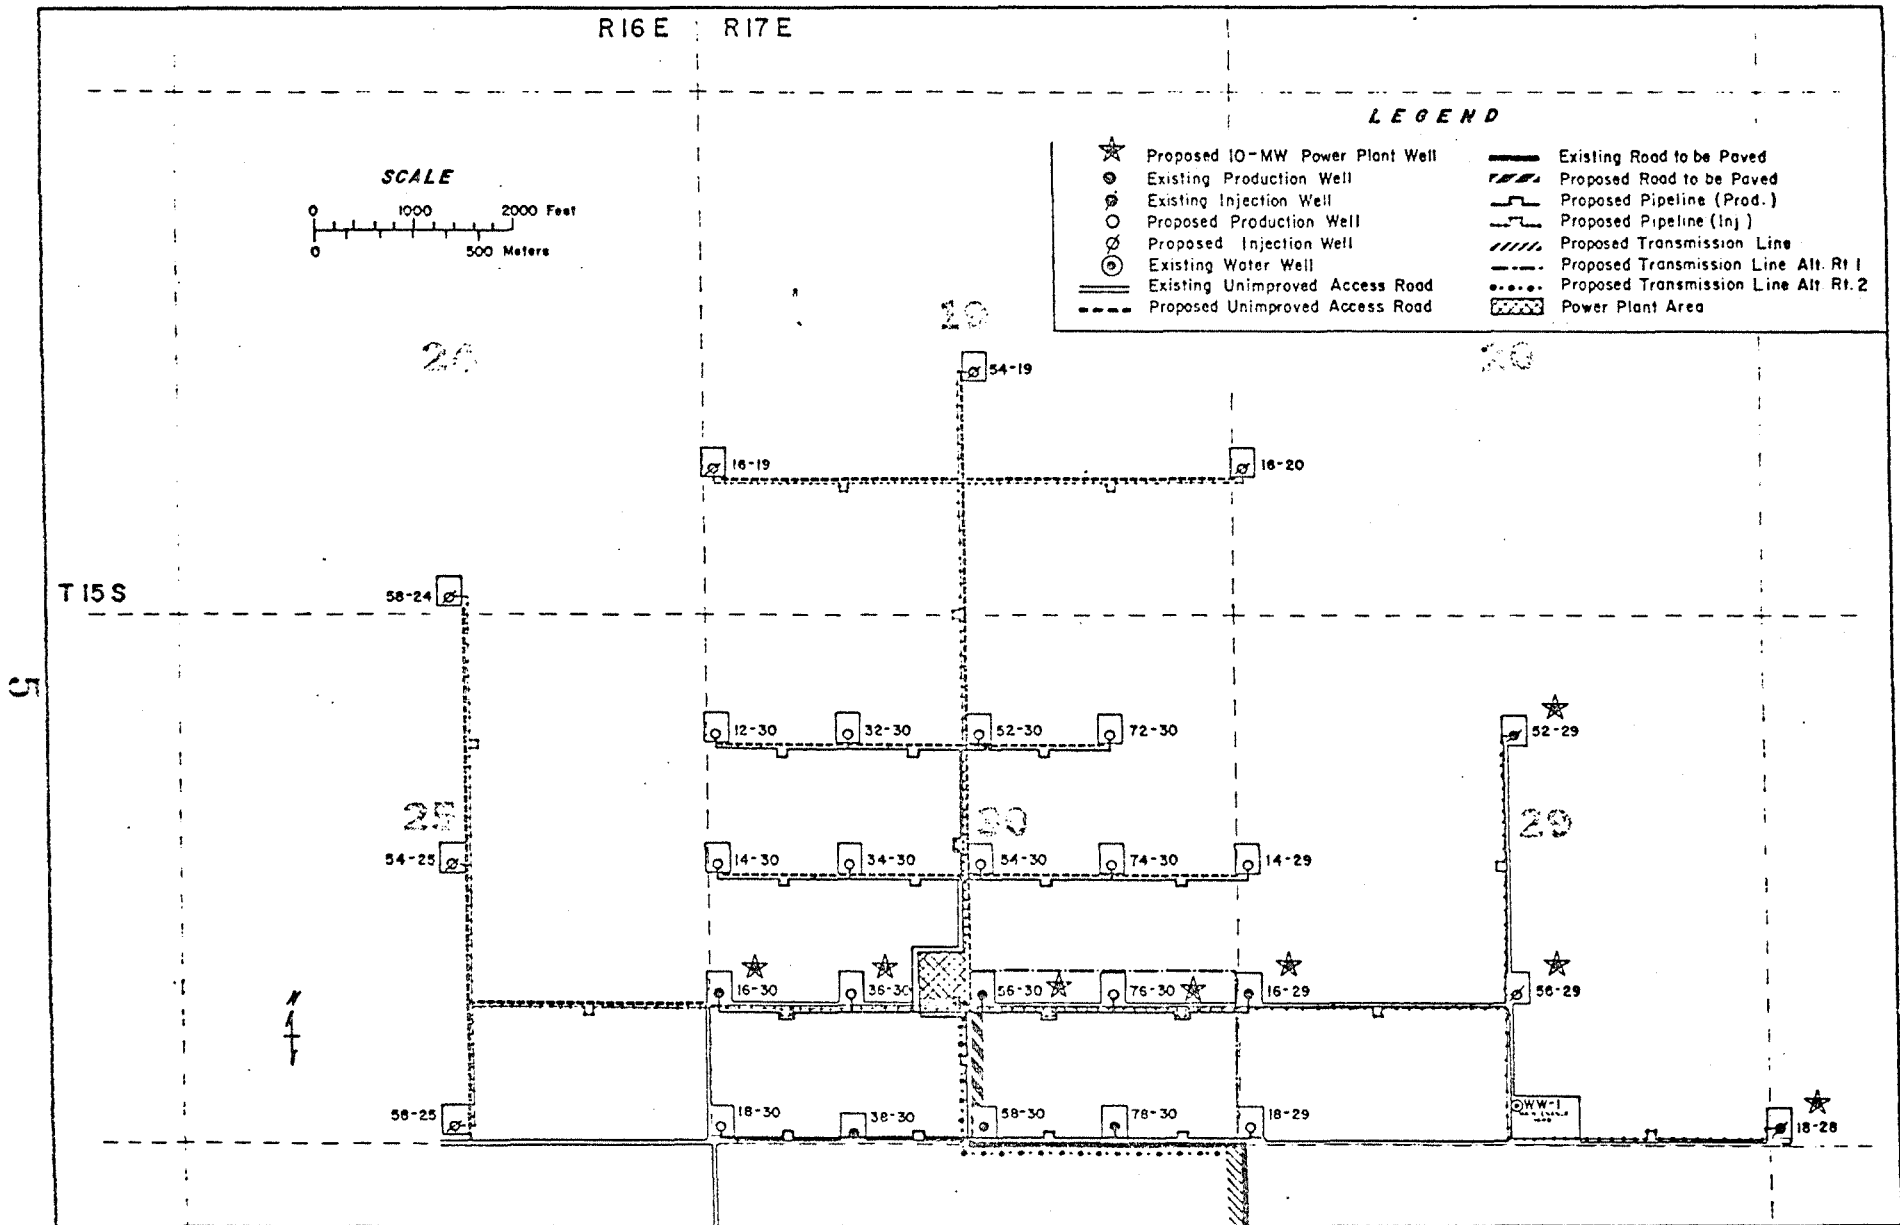 R16E R17E
LEGEND
SCALE
0 1000 2000 Feet
0 500 Meters
Proposed 10-MW Power Plant Well
Existing Production Well
Existing Injection Well
Proposed Production Well
Proposed Injection Well
Existing Water Well
Existing Unimproved Access Road
Proposed Unimproved Access Road
Existing Road to be Paved
Proposed Road to be Paved
Proposed Pipeline (Prod.)
Proposed Pipeline (Inj)
Proposed Transmission Line
Proposed Transmission Line Alt. Rt 1
Proposed Transmission Line Alt. Rt. 2
Power Plant Area
19
54-19
16-19
16-20
T15S
58-24
5
12-30 32-30 52-30 72-30 52-29
25 30 29
54-25 14-30 34-30 54-30 74-30 14-29
N
16-30 36-30 56-30 76-30 16-29 56-29
58-25 18-30 38-30 58-30 78-30 18-29 WW-1 18-28